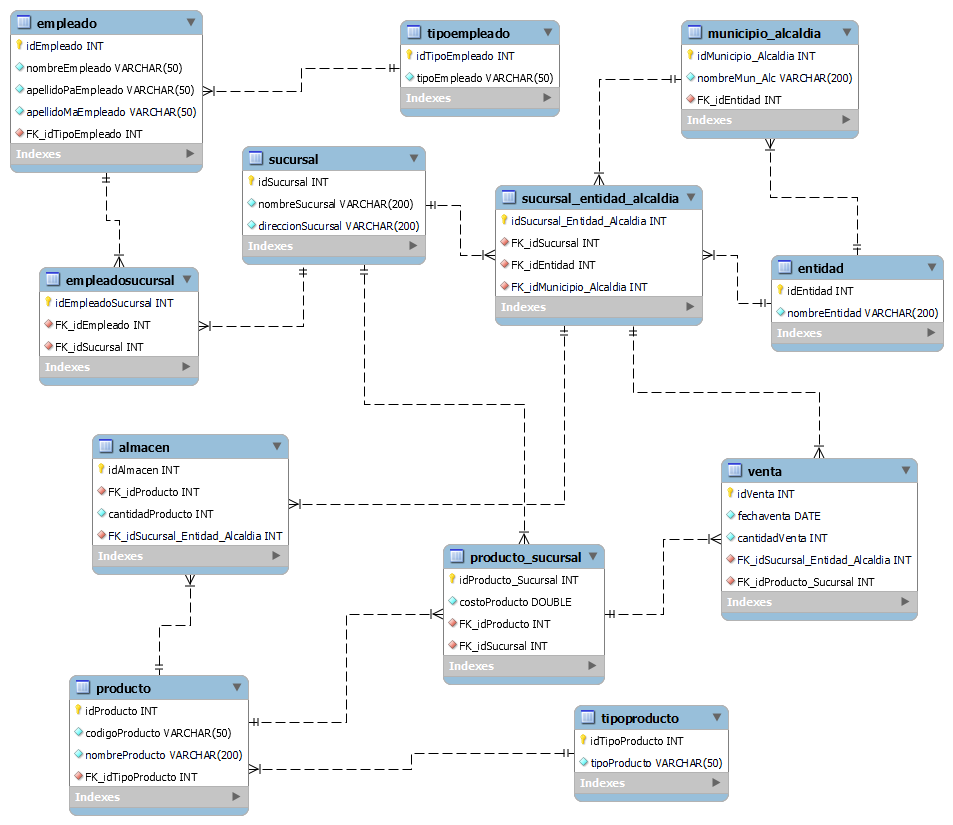 empleado
idEmpleado INT
nombreEmpleado VARCHAR(50)
apellidoPaEmpleado VARCHAR(50)
apellidoMaEmpleado VARCHAR(50)
FK_idTipoEmpleado INT
Indexes
tipoempleado
idTipoEmpleado INT
tipoEmpleado VARCHAR(50)
Indexes
municipio_alcaldia
idMunicipio_Alcaldia INT
nombreMun_Alc VARCHAR(200)
FK_idEntidad INT
Indexes
sucursal
idSucursal INT
nombreSucursal VARCHAR(200)
direccionSucursal VARCHAR(200)
Indexes
sucursal_entidad_alcaldia
idSucursal_Entidad_Alcaldia INT
FK_idSucursal INT
FK_idEntidad INT
FK_idMunicipio_Alcaldia INT
Indexes
entidad
idEntidad INT
nombreEntidad VARCHAR(200)
Indexes
empleadosucursal
idEmpleadoSucursal INT
FK_idEmpleado INT
FK_idSucursal INT
Indexes
almacen
idAlmacen INT
FK_idProducto INT
cantidadProducto INT
FK_idSucursal_Entidad_Alcaldia INT
Indexes
venta
idVenta INT
fechaventa DATE
cantidadVenta INT
FK_idSucursal_Entidad_Alcaldia INT
FK_idProducto_Sucursal INT
Indexes
producto_sucursal
idProducto_Sucursal INT
costoProducto DOUBLE
FK_idProducto INT
FK_idSucursal INT
Indexes
producto
idProducto INT
codigoProducto VARCHAR(50)
nombreProducto VARCHAR(200)
FK_idTipoProducto INT
Indexes
tipoproducto
idTipoProducto INT
tipoProducto VARCHAR(50)
Indexes